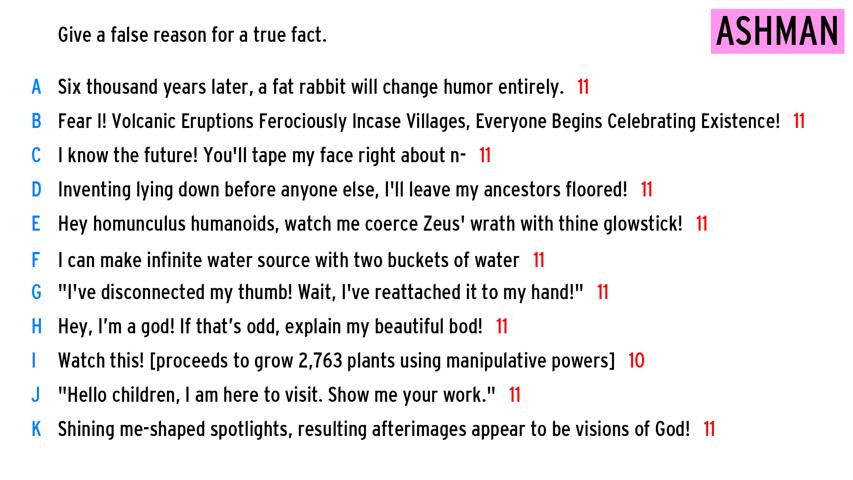 Give a false reason for a true fact.
ASHMAN
A Six thousand years later, a fat rabbit will change humor entirely. 11
B Fear I! Volcanic Eruptions Ferociously Incase Villages, Everyone Begins Celebrating Existence! 11
C I know the future! You'll tape my face right about n- 11
D Inventing lying down before anyone else, I'll leave my ancestors floored! 11
E Hey homunculus humanoids, watch me coerce Zeus' wrath with thine glowstick! 11
F I can make infinite water source with two buckets of water 11
G "I've disconnected my thumb! Wait, I've reattached it to my hand!" 11
H Hey, I'm a god! If that's odd, explain my beautiful bod! 11
I Watch this! [proceeds to grow 2,763 plants using manipulative powers] 10
J "Hello children, I am here to visit. Show me your work." 11
K Shining me-shaped spotlights, resulting afterimages appear to be visions of God! 11